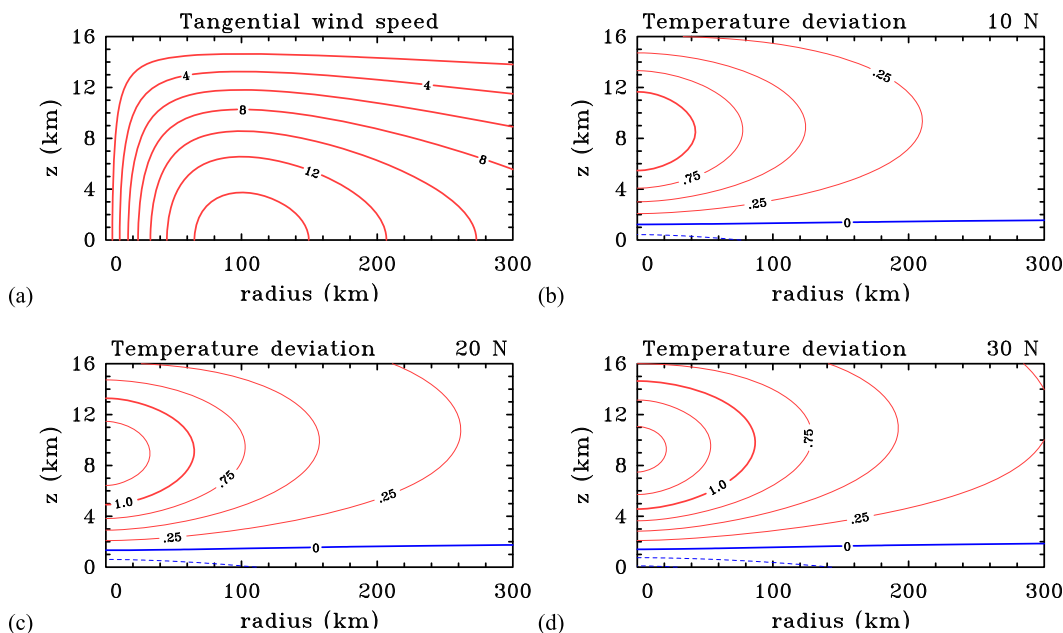 Tangential wind speed
16
12
8
4
0
z (km)
4
4
8
8
12
0 100 200 300
radius (km)
(a)
Temperature deviation 10 N
16
12
8
4
0
z (km)
.25
.75
.25
0
0 100 200 300
radius (km)
(b)
Temperature deviation 20 N
16
12
8
4
0
z (km)
1.0
.75
.25
.25
0
0 100 200 300
radius (km)
(c)
Temperature deviation 30 N
16
12
8
4
0
z (km)
.75
1.0
.25
0
0 100 200 300
radius (km)
(d)